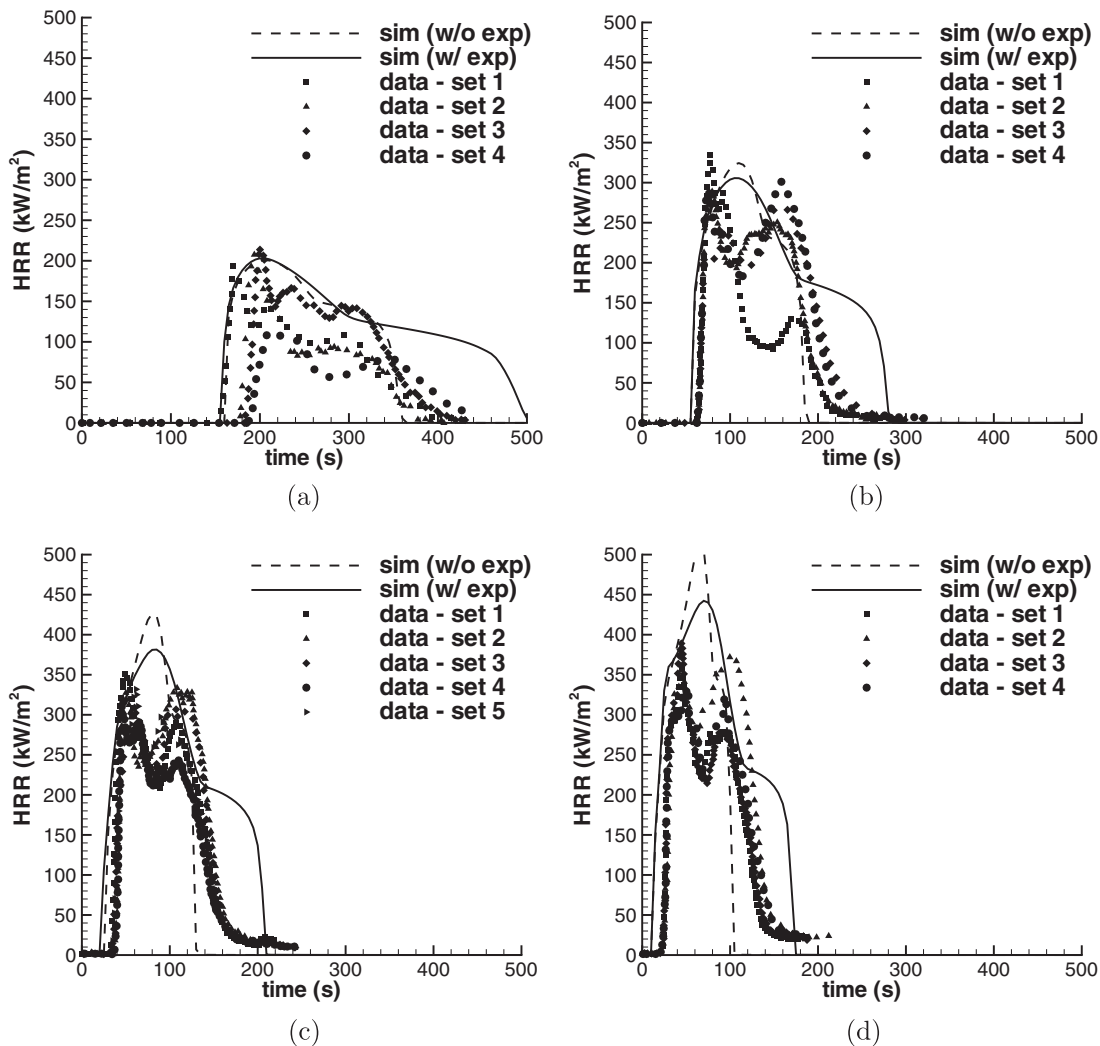 500
450
400
350
300
250
200
150
100
50
0
HRR (kW/m²)
sim (w/o exp)
sim (w/ exp)
data - set 1
data - set 2
data - set 3
data - set 4
0 100 200 300 400 500
time (s)
(a)
500
450
400
350
300
250
200
150
100
50
0
HRR (kW/m²)
sim (w/o exp)
sim (w/ exp)
data - set 1
data - set 2
data - set 3
data - set 4
0 100 200 300 400 500
time (s)
(b)
500
450
400
350
300
250
200
150
100
50
0
HRR (kW/m²)
sim (w/o exp)
sim (w/ exp)
data - set 1
data - set 2
data - set 3
data - set 4
data - set 5
0 100 200 300 400 500
time (s)
(c)
500
450
400
350
300
250
200
150
100
50
0
HRR (kW/m²)
sim (w/o exp)
sim (w/ exp)
data - set 1
data - set 2
data - set 3
data - set 4
0 100 200 300 400 500
time (s)
(d)